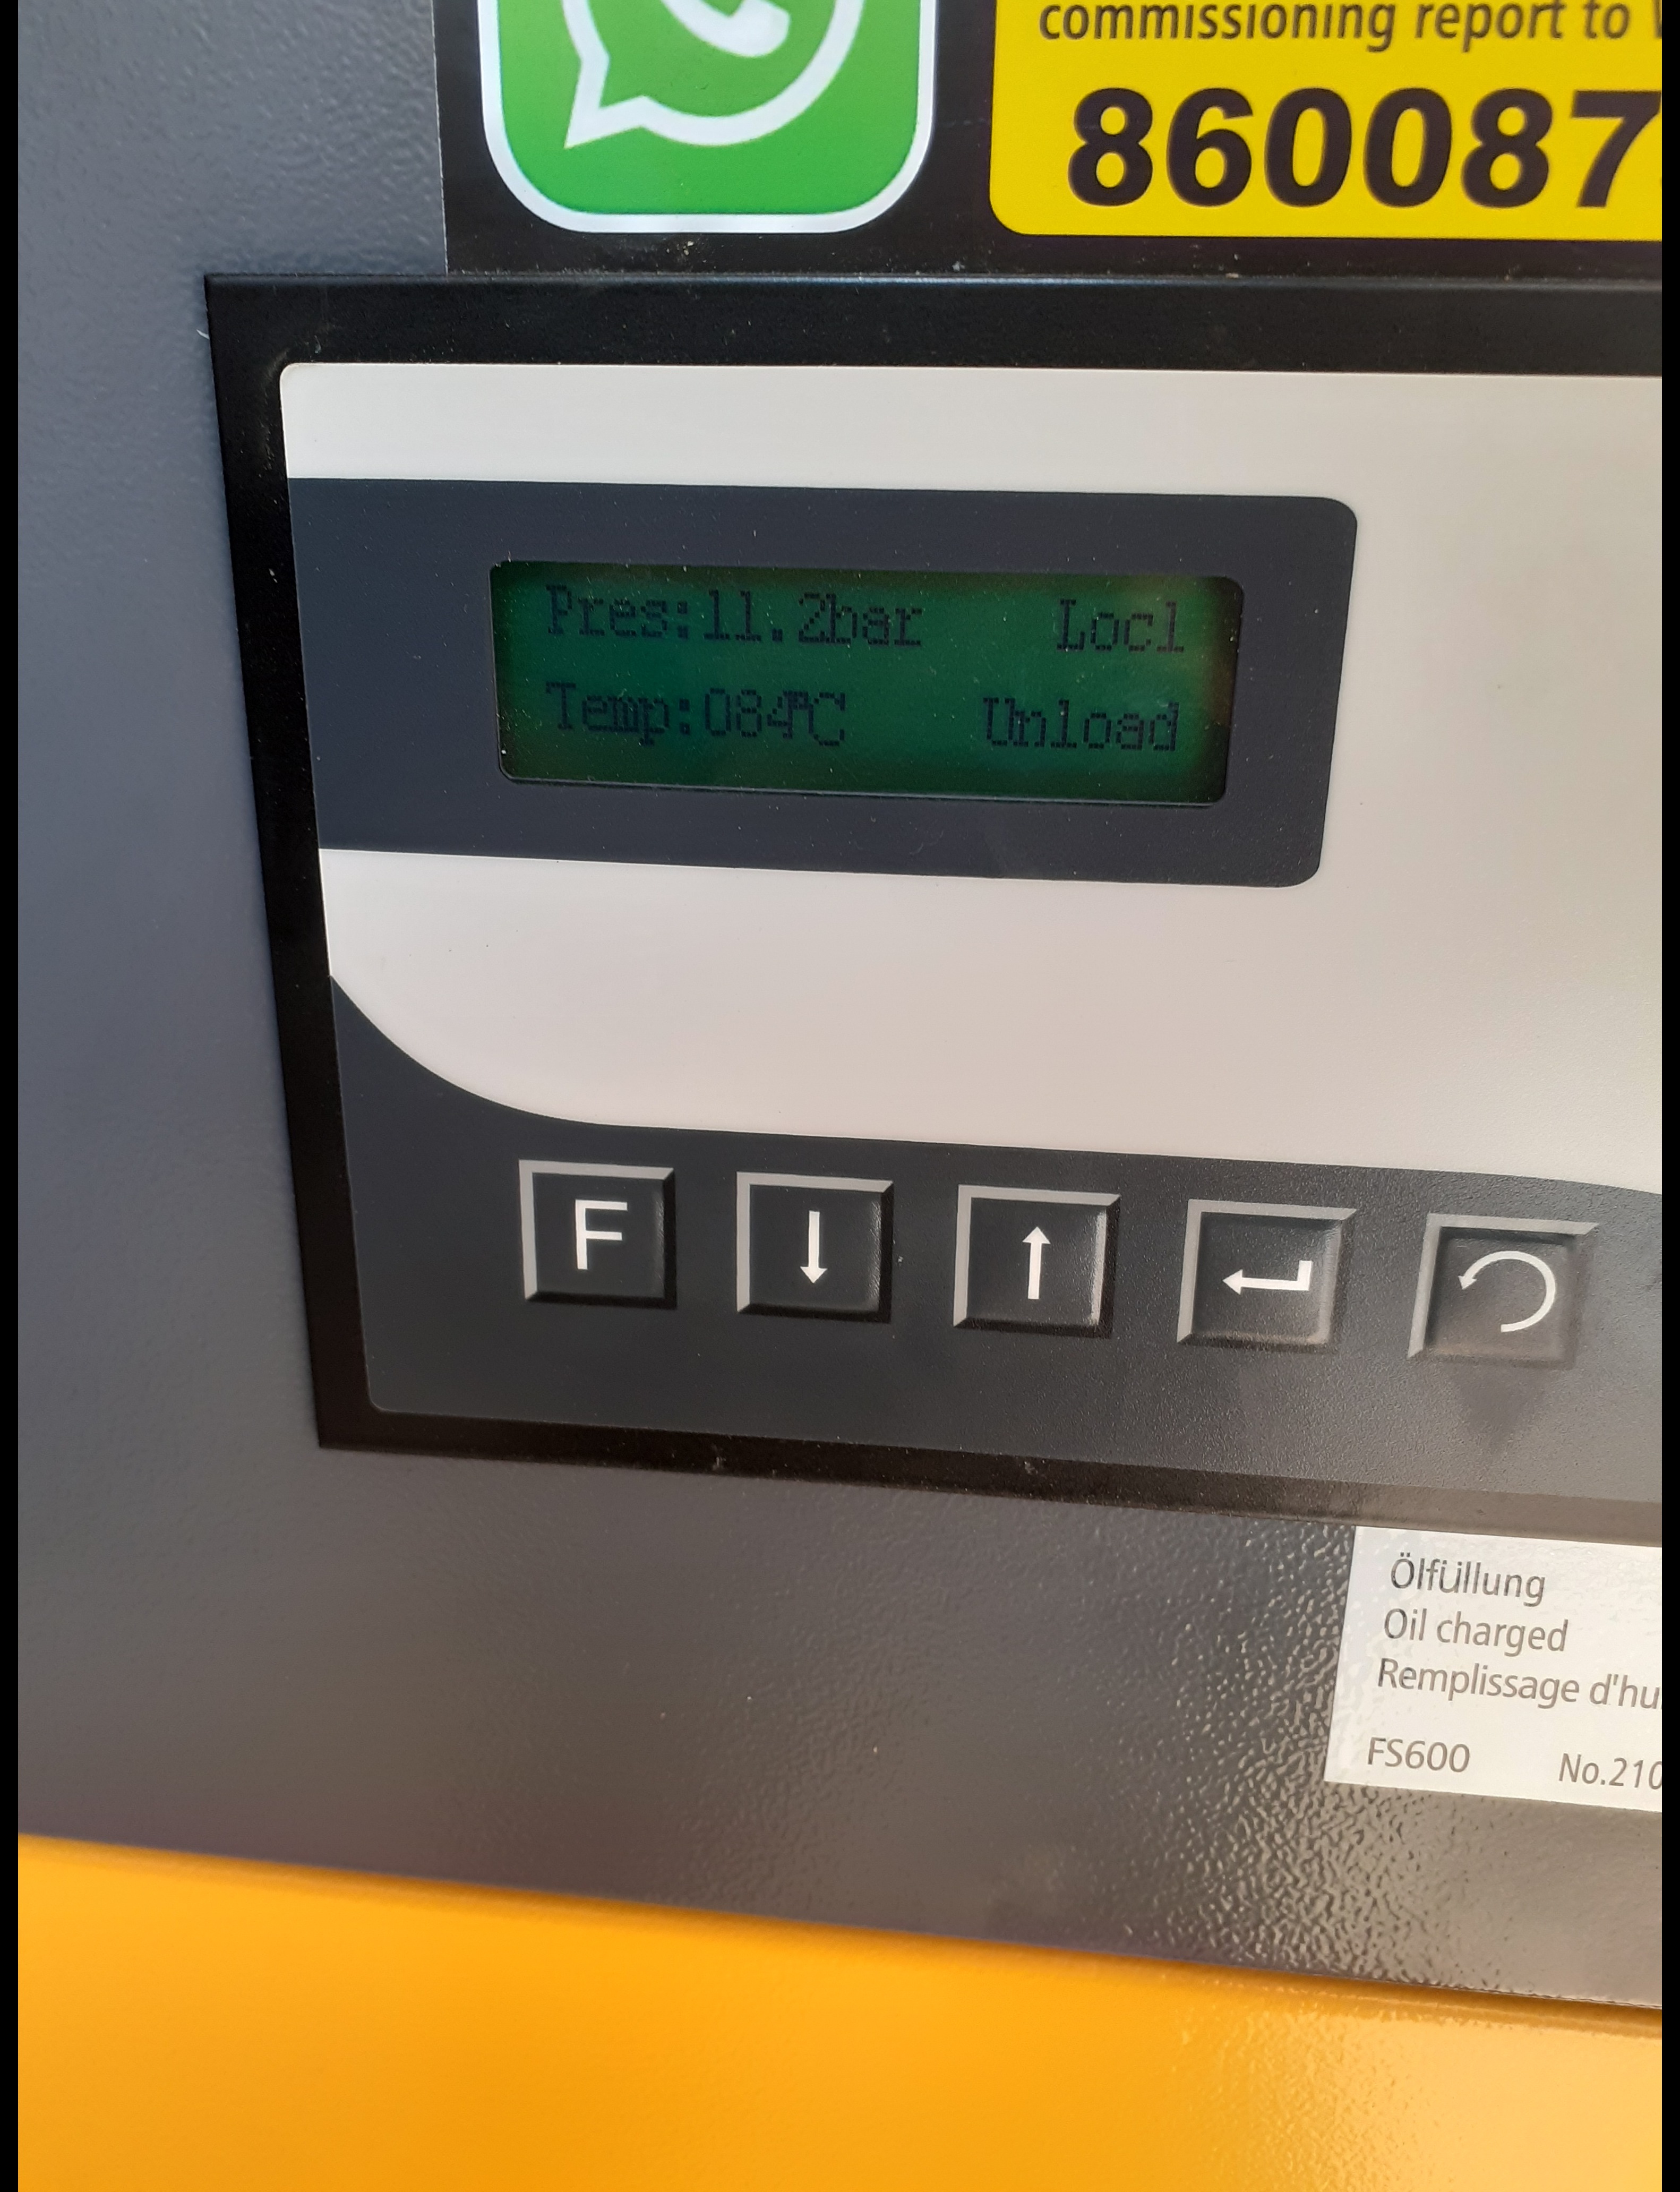 commissioning report to
860087
Pres:11.2bar Locl
Temp:084°C Unload
F
Ölfüllung
Oil charged
Remplissage d'hu
FS600 No.210